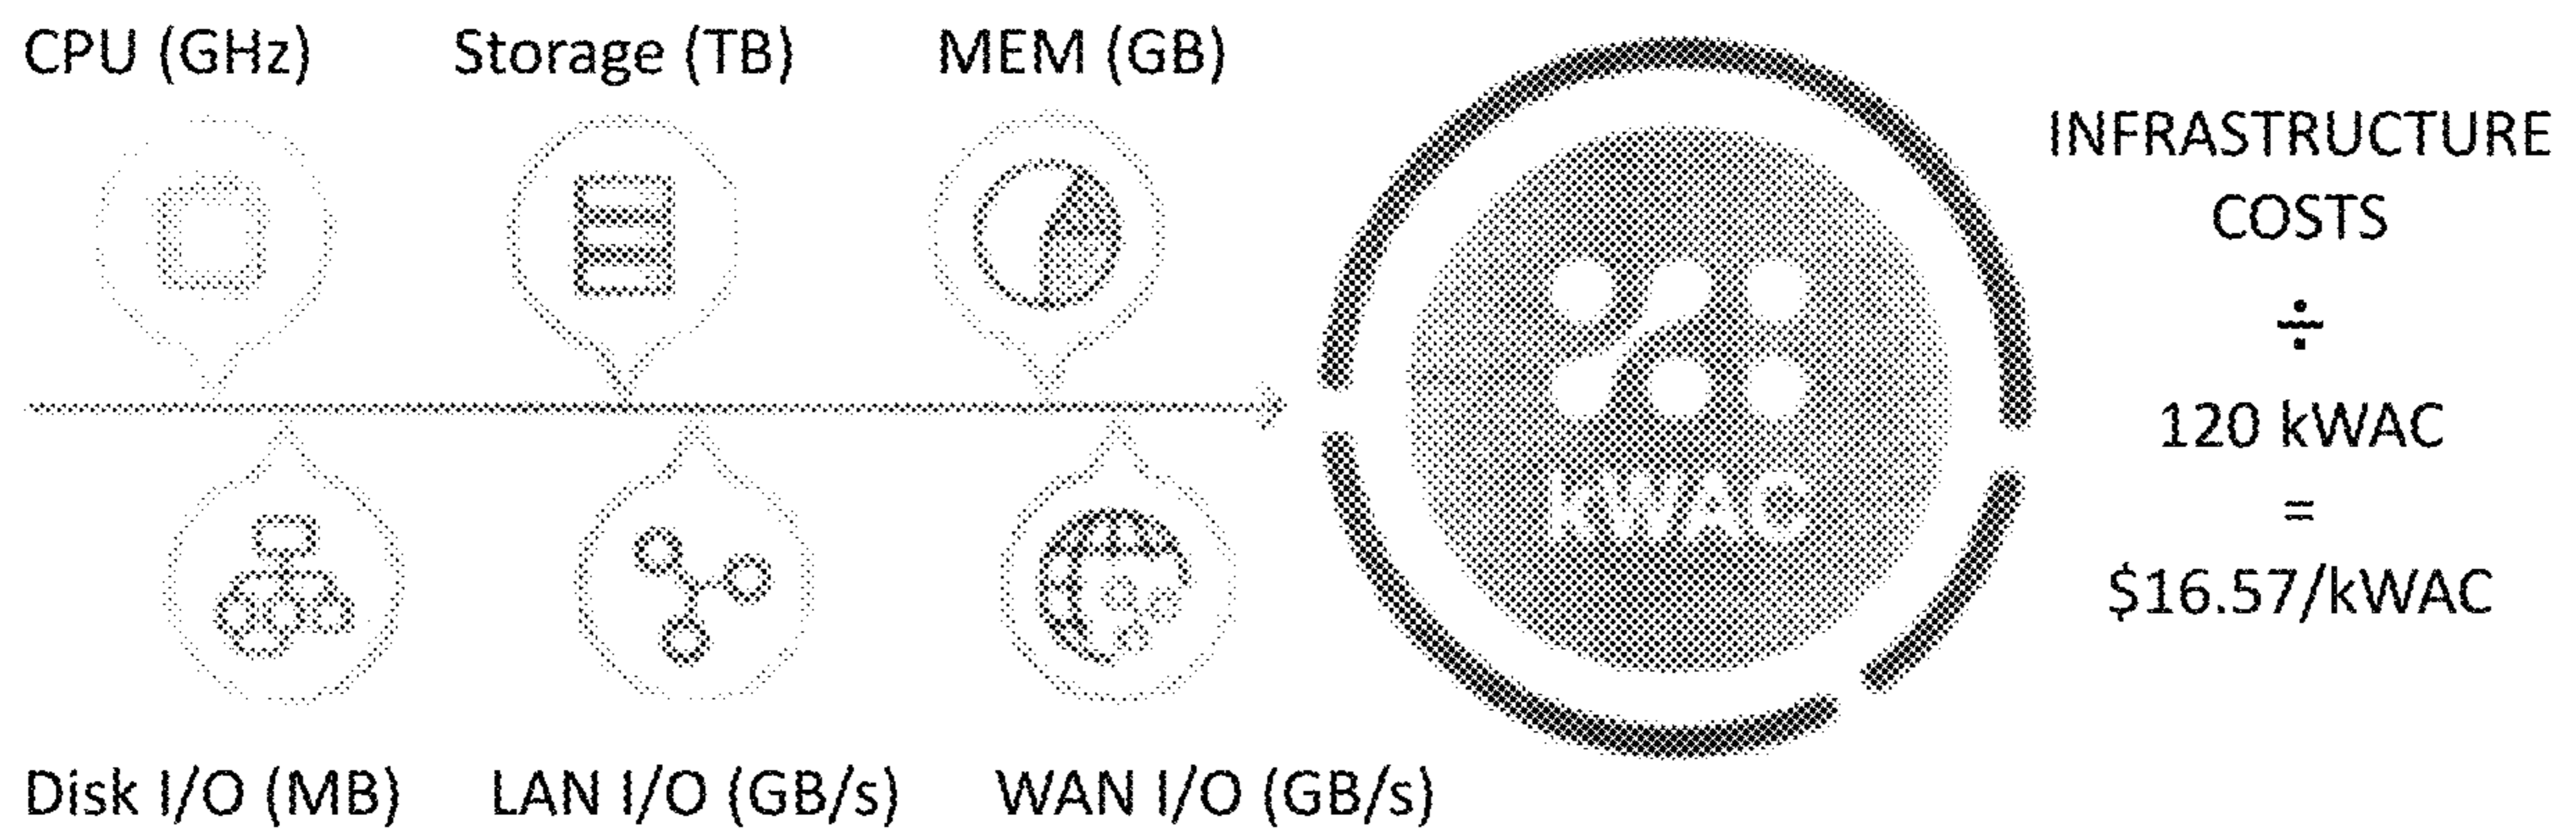 CPU (GHz)
Storage (TB)
MEM (GB)
Disk I/O (MB)
LAN I/O (GB/s)
WAN I/O (GB/s)
kWAC
INFRASTRUCTURE
COSTS
÷
120 kWAC
=
$16.57/kWAC